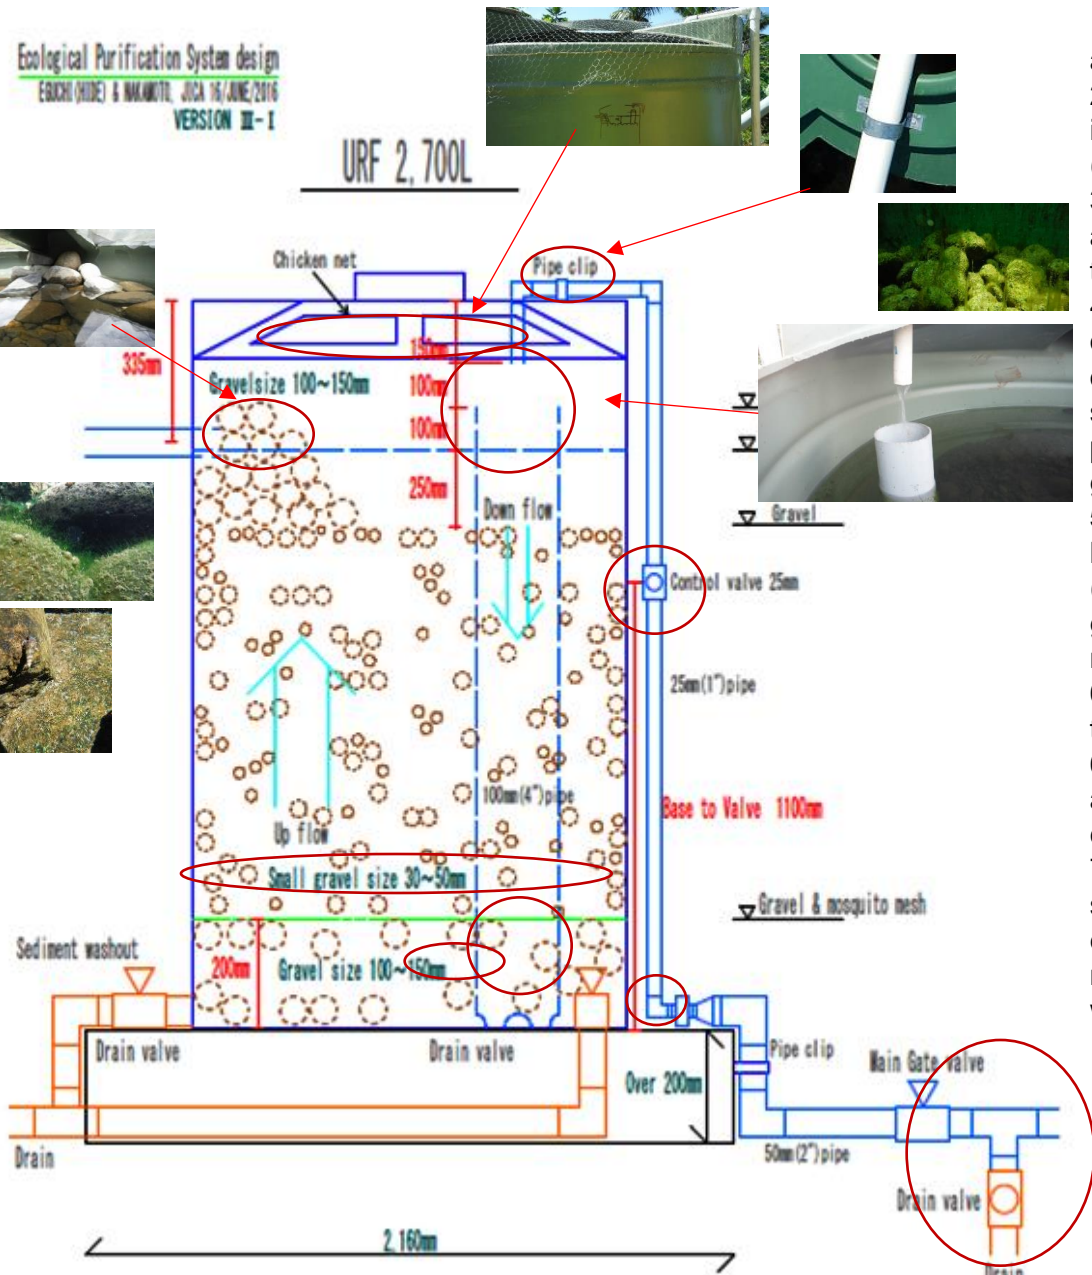 Ecological Purification System design
EGUCHI(HIDE) & NAKAMOTO, JICA 16/JUNE/2016
VERSION Ⅲ-Ⅰ
URF 2,700L
Chicken net
Pipe clip
150mm
335mm
Gravelsize 100~150mm
100mm
100mm
250mm
Down flow
Gravel
Control valve 25mm
25mm(1")pipe
100mm(4")pipe
Base to Valve 1100mm
Up flow
Small gravel size 30~50mm
Gravel & mosquito mesh
Sediment washout
200mm
Gravel size 100~150mm
Drain valve
Drain valve
Over 200mm
Pipe clip
Main Gate valve
Drain
50mm(2")pipe
Drain valve
2,160mm
Drain